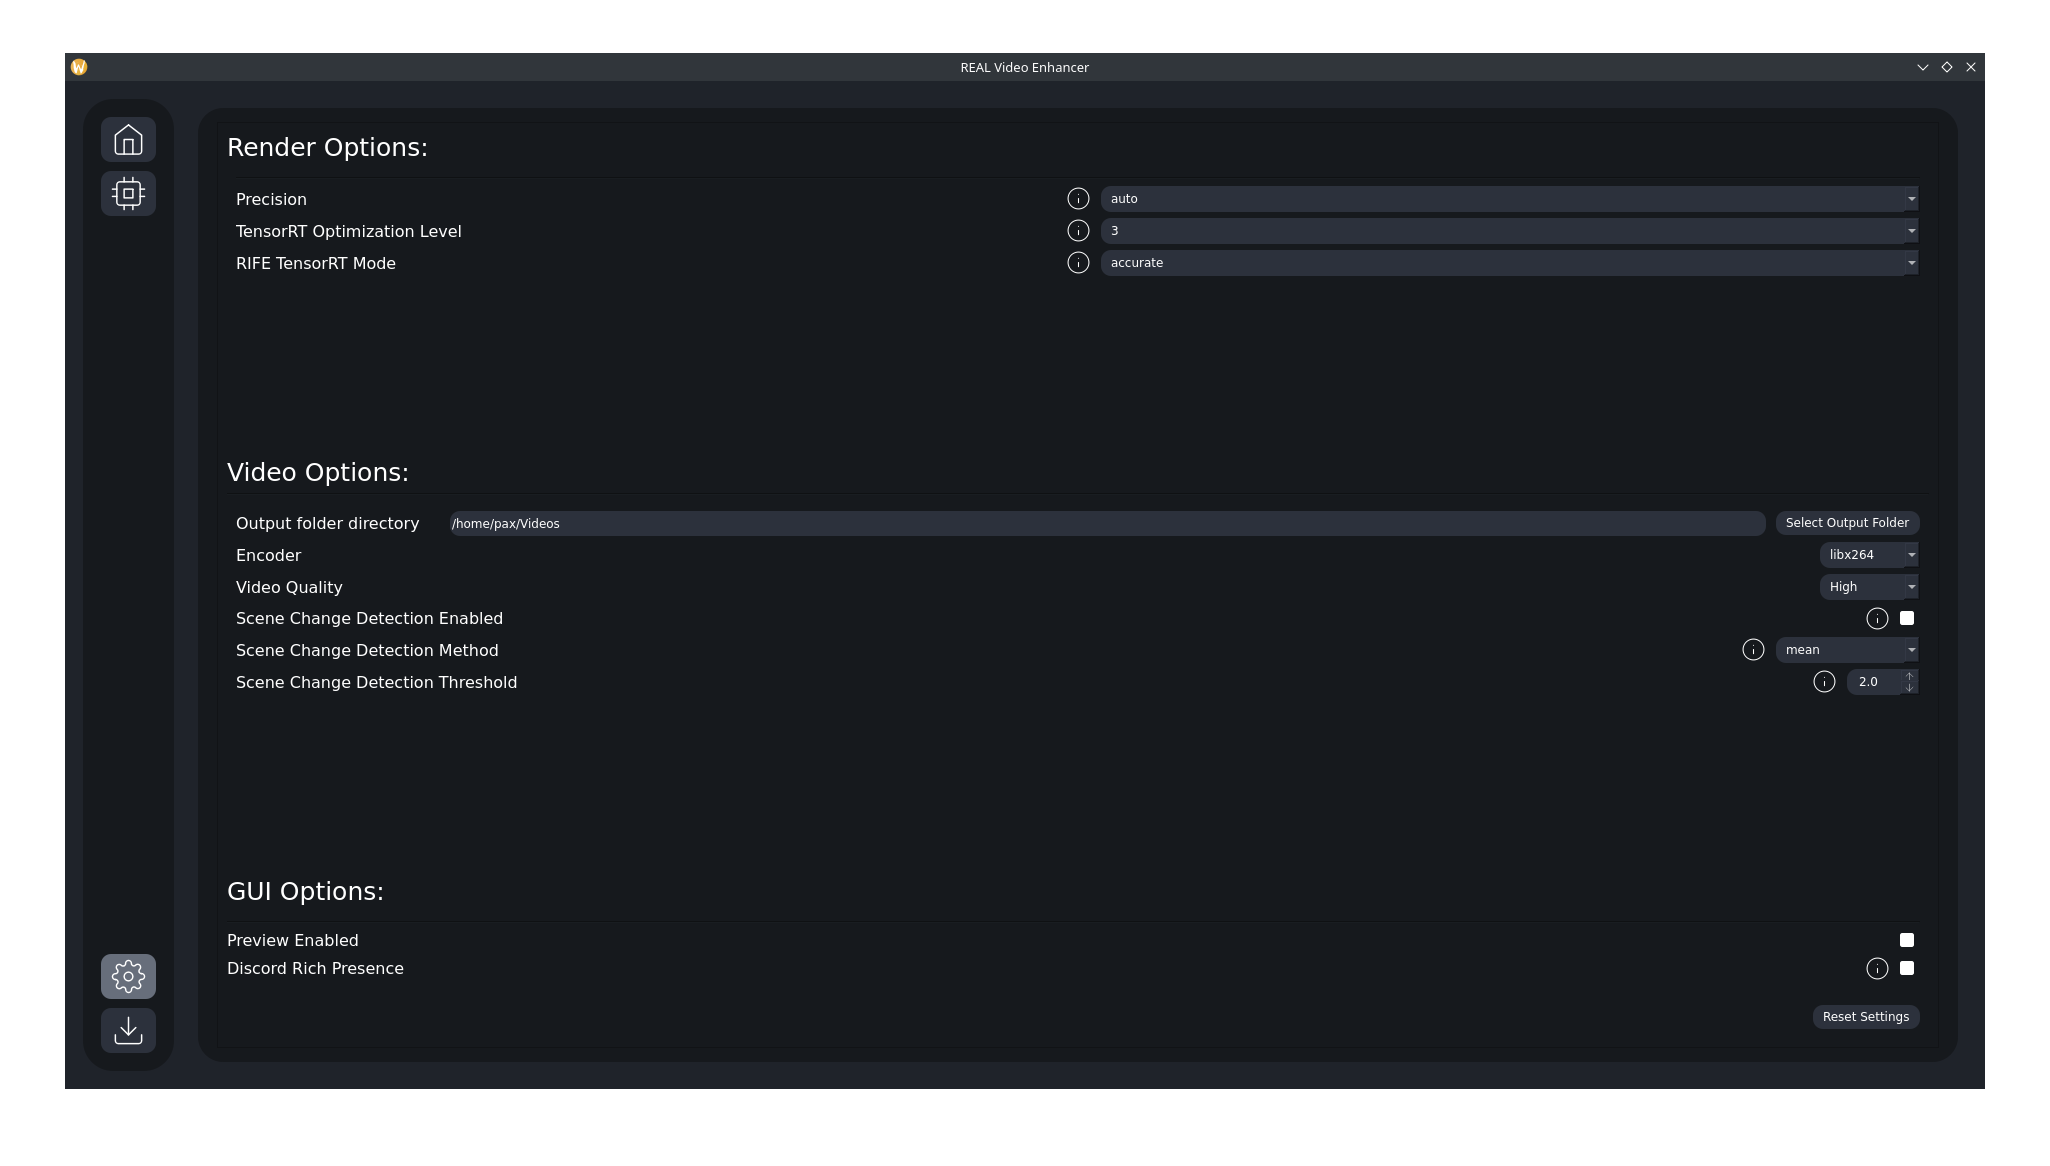 REAL Video Enhancer
Render Options:
Precision auto
TensorRT Optimization Level 3
RIFE TensorRT Mode accurate
Video Options:
Output folder directory /home/pax/Videos Select Output Folder
Encoder libx264
Video Quality High
Scene Change Detection Enabled
Scene Change Detection Method mean
Scene Change Detection Threshold 2.0
GUI Options:
Preview Enabled
Discord Rich Presence
Reset Settings